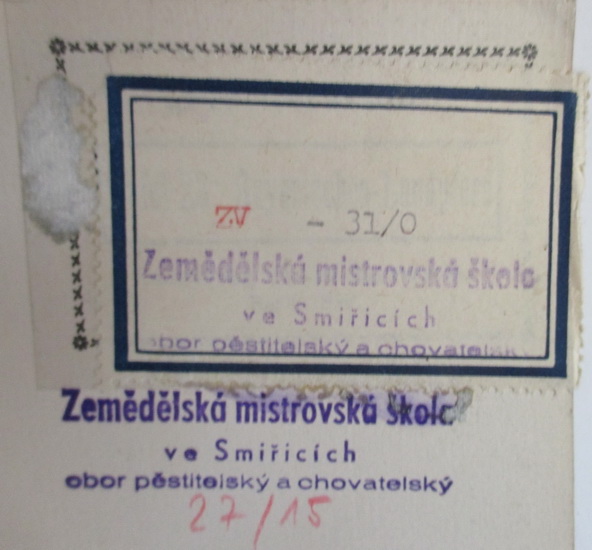 ZV - 31/0
Zemědělská mistrovská škola
ve Smiřicích
obor pěstitelský a chovatelský
Zemědělská mistrovská škola
ve Smiřicích
obor pěstitelský a chovatelský
27/15